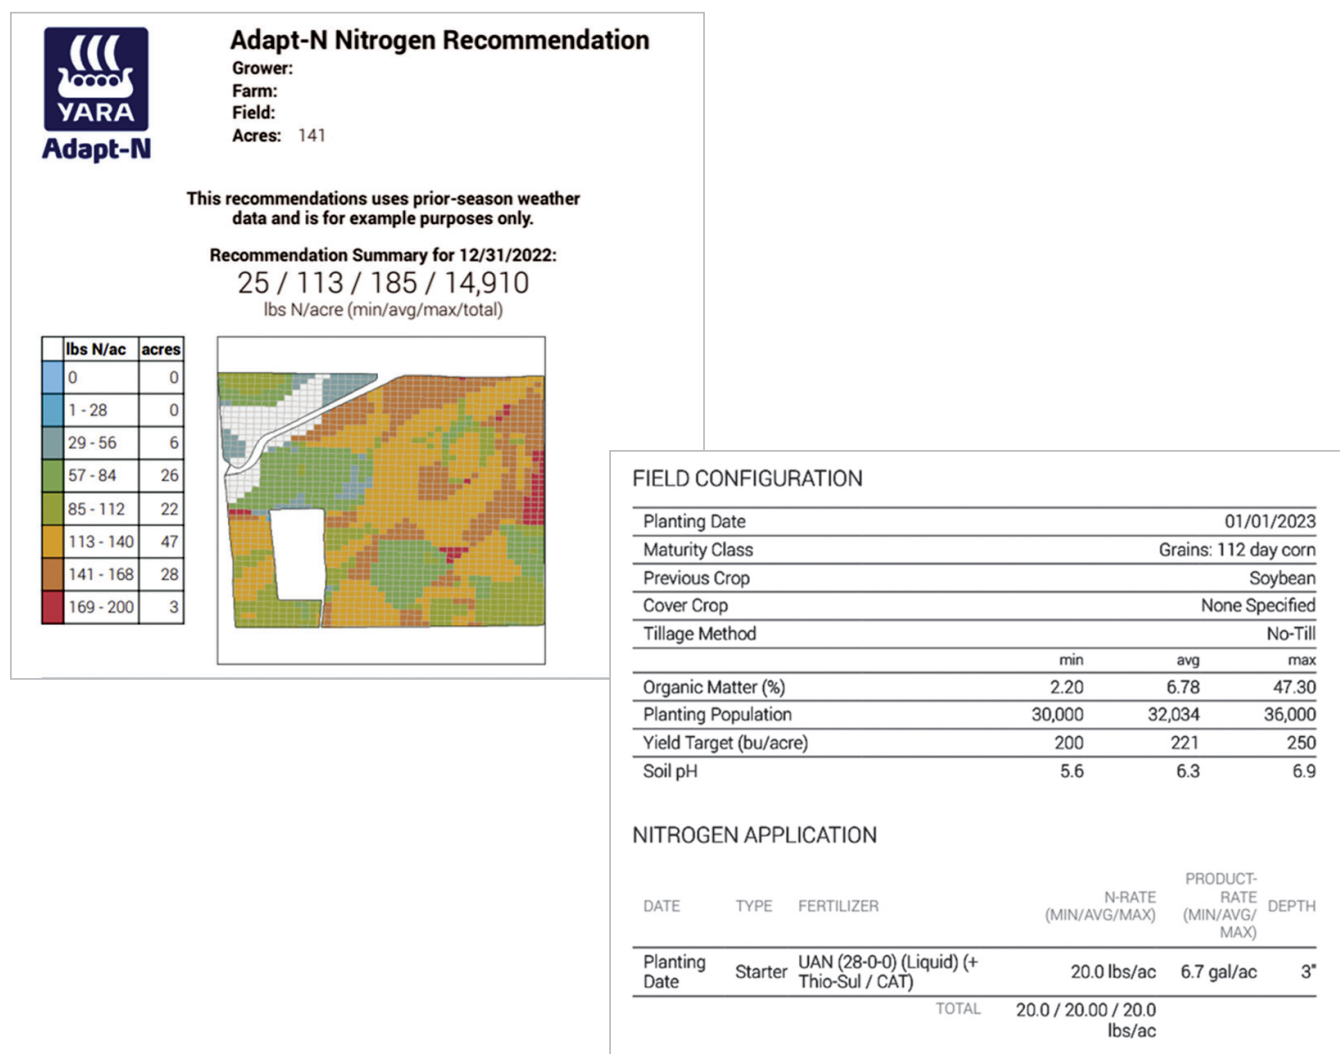 YARA
Adapt-N
Adapt-N Nitrogen Recommendation
Grower:
Farm:
Field:
Acres: 141
This recommendations uses prior-season weather
data and is for example purposes only.
Recommendation Summary for 12/31/2022:
25 / 113 / 185 / 14,910
lbs N/acre (min/avg/max/total)
lbs N/ac acres
0 0
1 - 28 0
29 - 56 6
57 - 84 26
85 - 112 22
113 - 140 47
141 - 168 28
169 - 200 3
FIELD CONFIGURATION
Planting Date 01/01/2023
Maturity Class Grains: 112 day corn
Previous Crop Soybean
Cover Crop None Specified
Tillage Method No-Till
min avg max
Organic Matter (%) 2.20 6.78 47.30
Planting Population 30,000 32,034 36,000
Yield Target (bu/acre) 200 221 250
Soil pH 5.6 6.3 6.9
NITROGEN APPLICATION
DATE TYPE FERTILIZER N-RATE (MIN/AVG/MAX) PRODUCT-RATE (MIN/AVG/MAX) DEPTH
Planting Date Starter UAN (28-0-0) (Liquid) (+ Thio-Sul / CAT) 20.0 lbs/ac 6.7 gal/ac 3"
TOTAL 20.0 / 20.00 / 20.0 lbs/ac